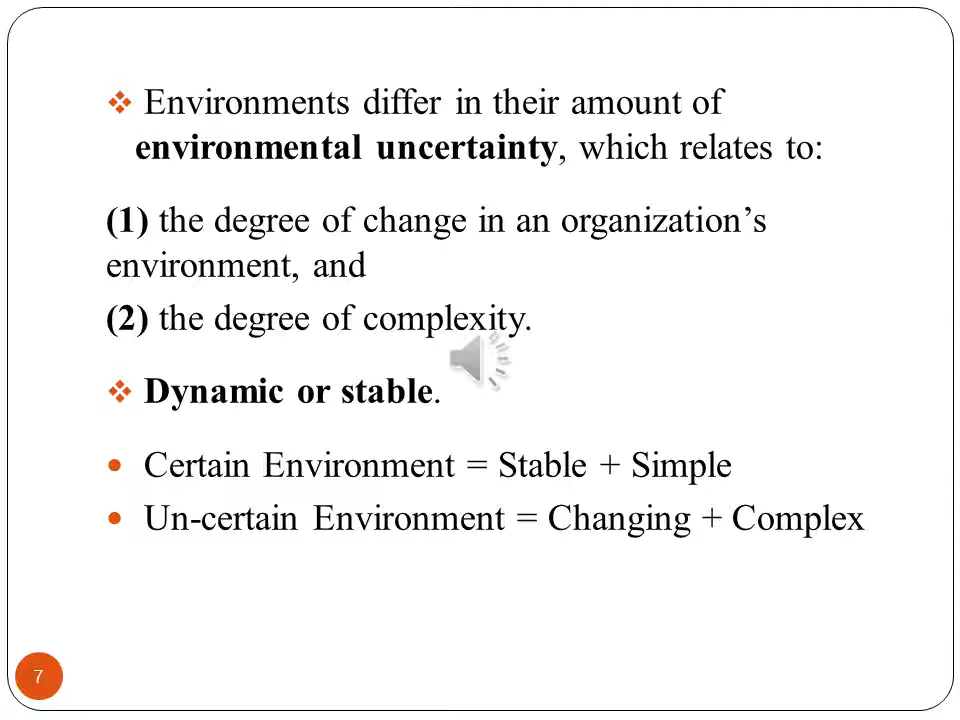 ❖ Environments differ in their amount of
environmental uncertainty, which relates to:
(1) the degree of change in an organization’s
environment, and
(2) the degree of complexity.
❖ Dynamic or stable.
• Certain Environment = Stable + Simple
• Un-certain Environment = Changing + Complex
7